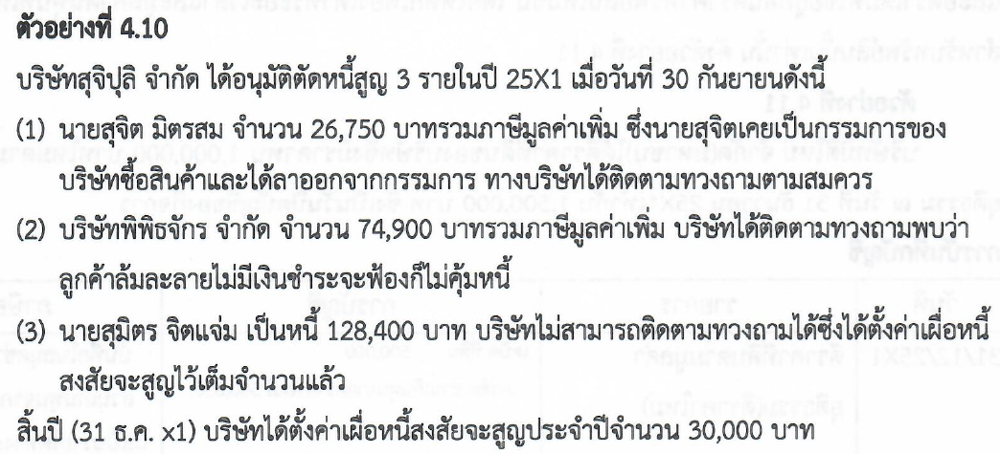 ตัวอย่างที่ 4.10
บริษัทสุจิปุลิ จำกัด ได้อนุมัติตัดหนี้สูญ 3 รายในปี 25X1 เมื่อวันที่ 30 กันยายนดังนี้
(1) นายสุจิต มิตรสม จำนวน 26,750 บาทรวมภาษีมูลค่าเพิ่ม ซึ่งนายสุจิตเคยเป็นกรรมการของ
บริษัทซื้อสินค้าและได้ลาออกจากกรรมการ ทางบริษัทได้ติดตามทวงถามตามสมควร
(2) บริษัทพิพิธจักร จำกัด จำนวน 74,900 บาทรวมภาษีมูลค่าเพิ่ม บริษัทได้ติดตามทวงถามพบว่า
ลูกค้าล้มละลายไม่มีเงินชำระจะฟ้องก็ไม่คุ้มหนี้
(3) นายสุมิตร จิตแจ่ม เป็นหนี้ 128,400 บาท บริษัทไม่สามารถติดตามทวงถามได้ซึ่งได้ตั้งค่าเผื่อหนี้
สงสัยจะสูญไว้เต็มจำนวนแล้ว
สิ้นปี (31 ธ.ค. x1) บริษัทได้ตั้งค่าเผื่อหนี้สงสัยจะสูญประจำปีจำนวน 30,000 บาท